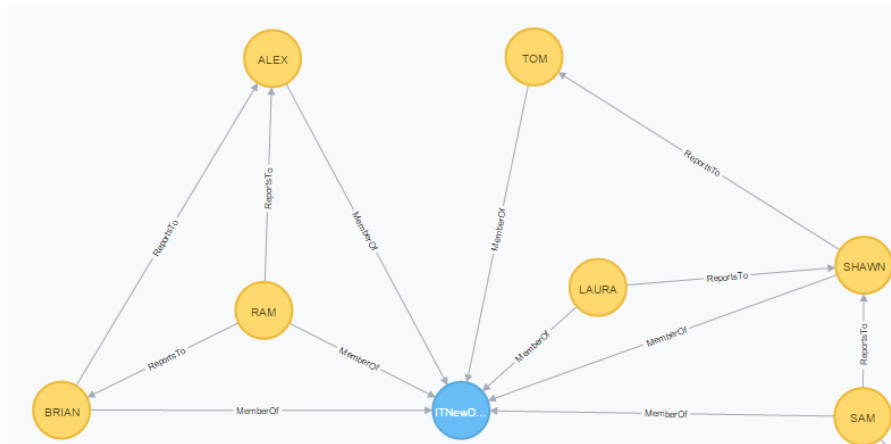 ALEX
TOM
ReportsTo
ReportsTo
ReportsTo
MemberOf
MemberOf
SHAWN
LAURA
ReportsTo
RAM
MemberOf
MemberOf
ReportsTo
ReportsTo
MemberOf
BRIAN
MemberOf
ITNewD...
MemberOf
SAM